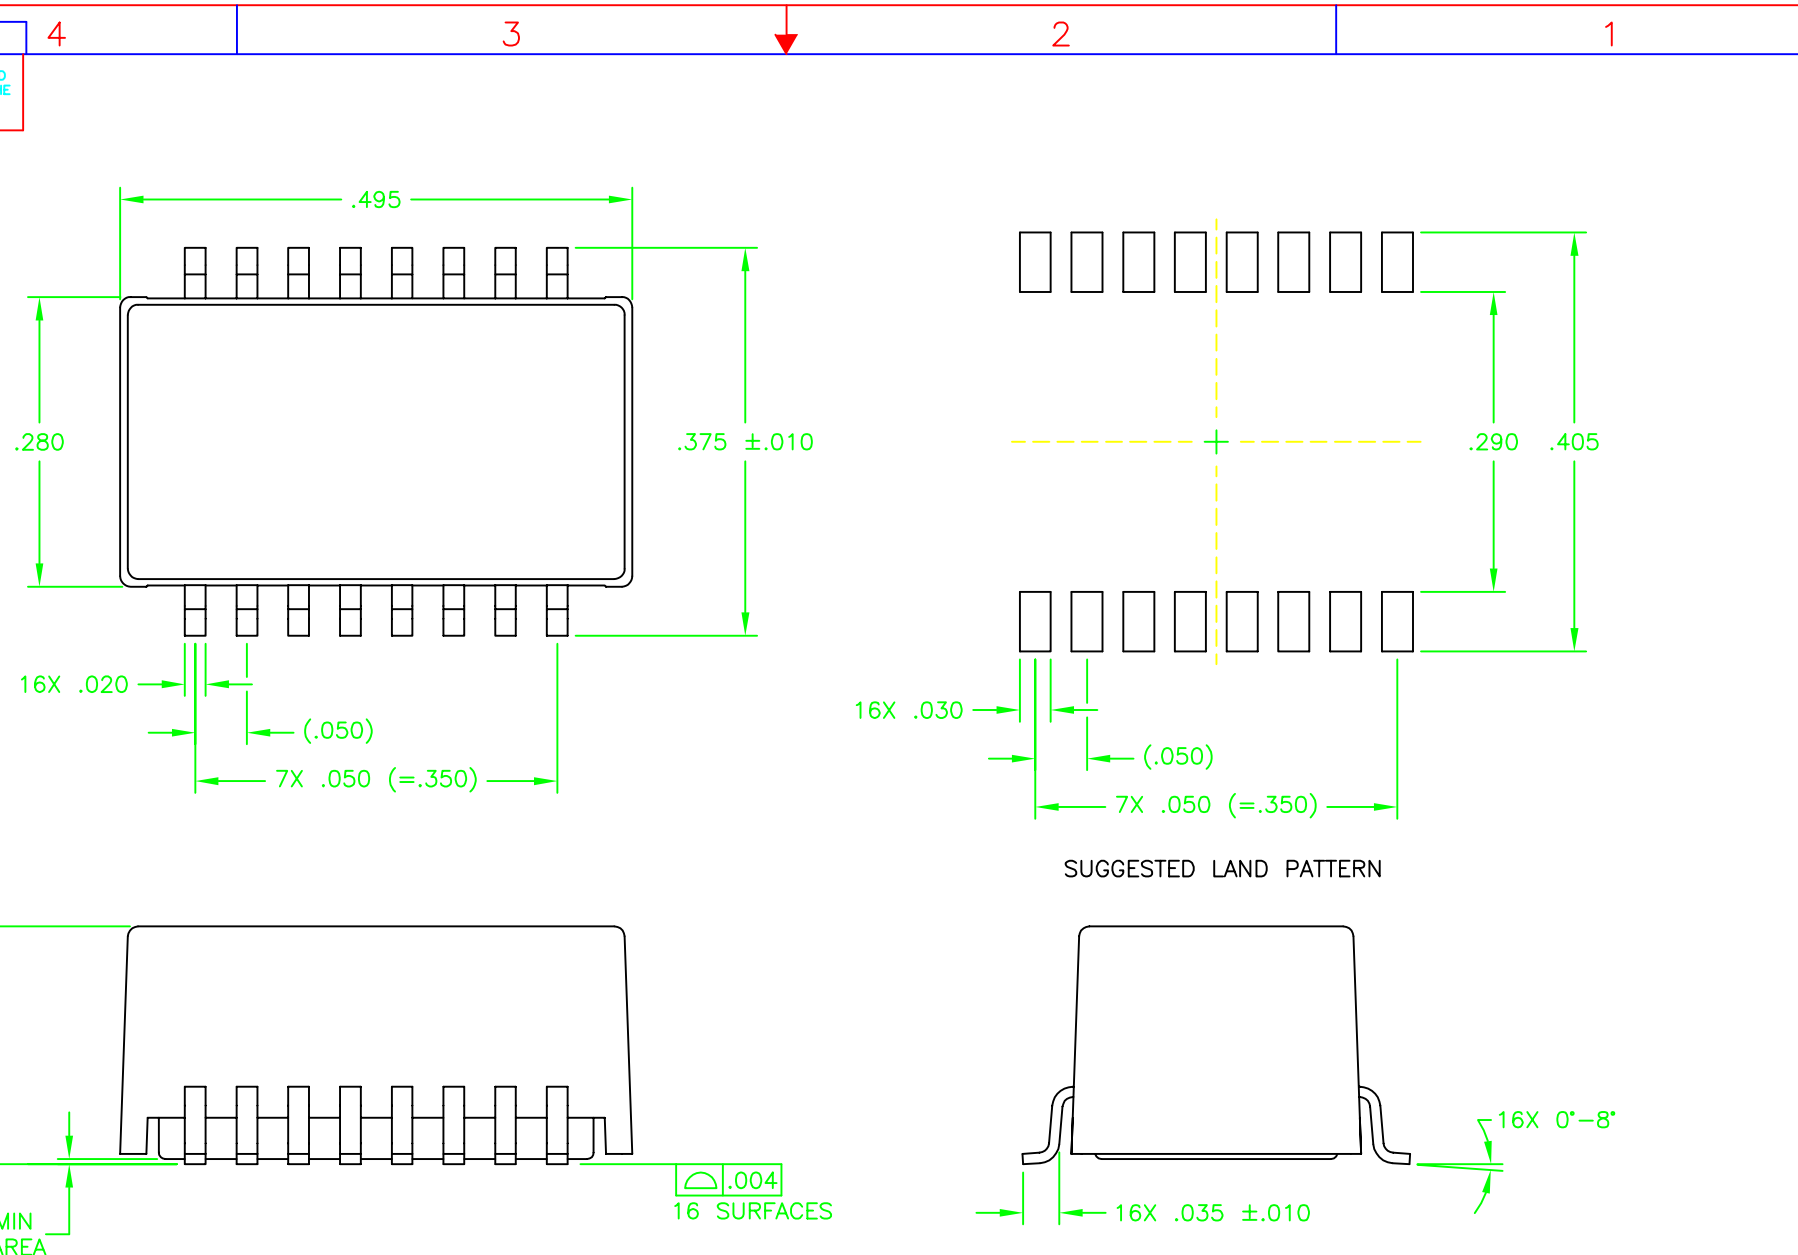 4 3 2 1
.495
.280
.375 ±.010
.290 .405
16X .020
(.050)
7X .050 (=.350)
16X .030
(.050)
7X .050 (=.350)
SUGGESTED LAND PATTERN
16X 0°-8°
.004
16 SURFACES
16X .035 ±.010
MIN
AREA